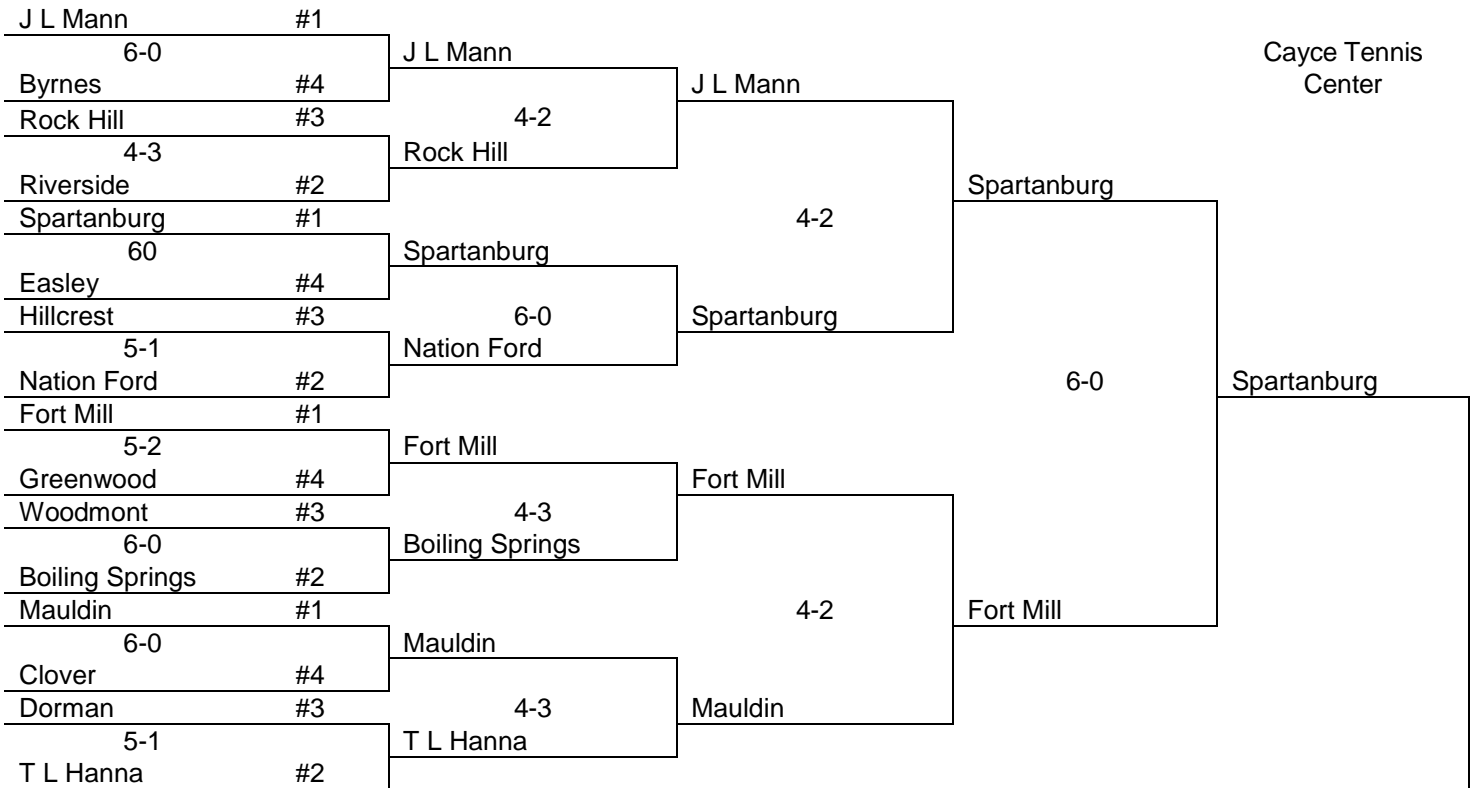 J L Mann #1
6-0 J L Mann Cayce Tennis
Byrnes #4 J L Mann Center
Rock Hill #3 4-2
4-3 Rock Hill
Riverside #2 Spartanburg
Spartanburg #1 4-2
60 Spartanburg
Easley #4
Hillcrest #3 6-0 Spartanburg
5-1 Nation Ford
Nation Ford #2 6-0 Spartanburg
Fort Mill #1
5-2 Fort Mill
Greenwood #4 Fort Mill
Woodmont #3 4-3
6-0 Boiling Springs
Boiling Springs #2
Mauldin #1 4-2 Fort Mill
6-0 Mauldin
Clover #4
Dorman #3 4-3 Mauldin
5-1 T L Hanna
T L Hanna #2